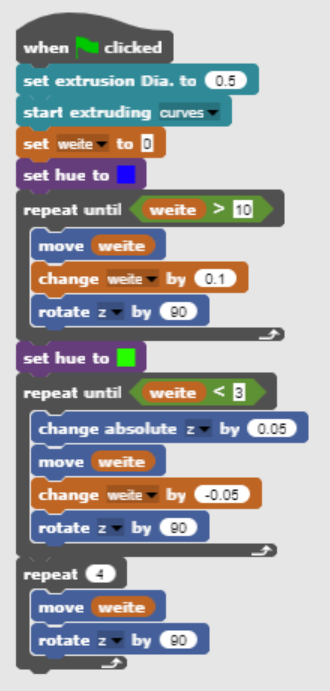 when clicked
set extrusion Dia. to 0.5
start extruding curves
set weite to 0
set hue to
repeat until weite > 10
move weite
change weite by 0.1
rotate z by 90
set hue to
repeat until weite < 3
change absolute z by 0.05
move weite
change weite by -0.05
rotate z by 90
repeat 4
move weite
rotate z by 90